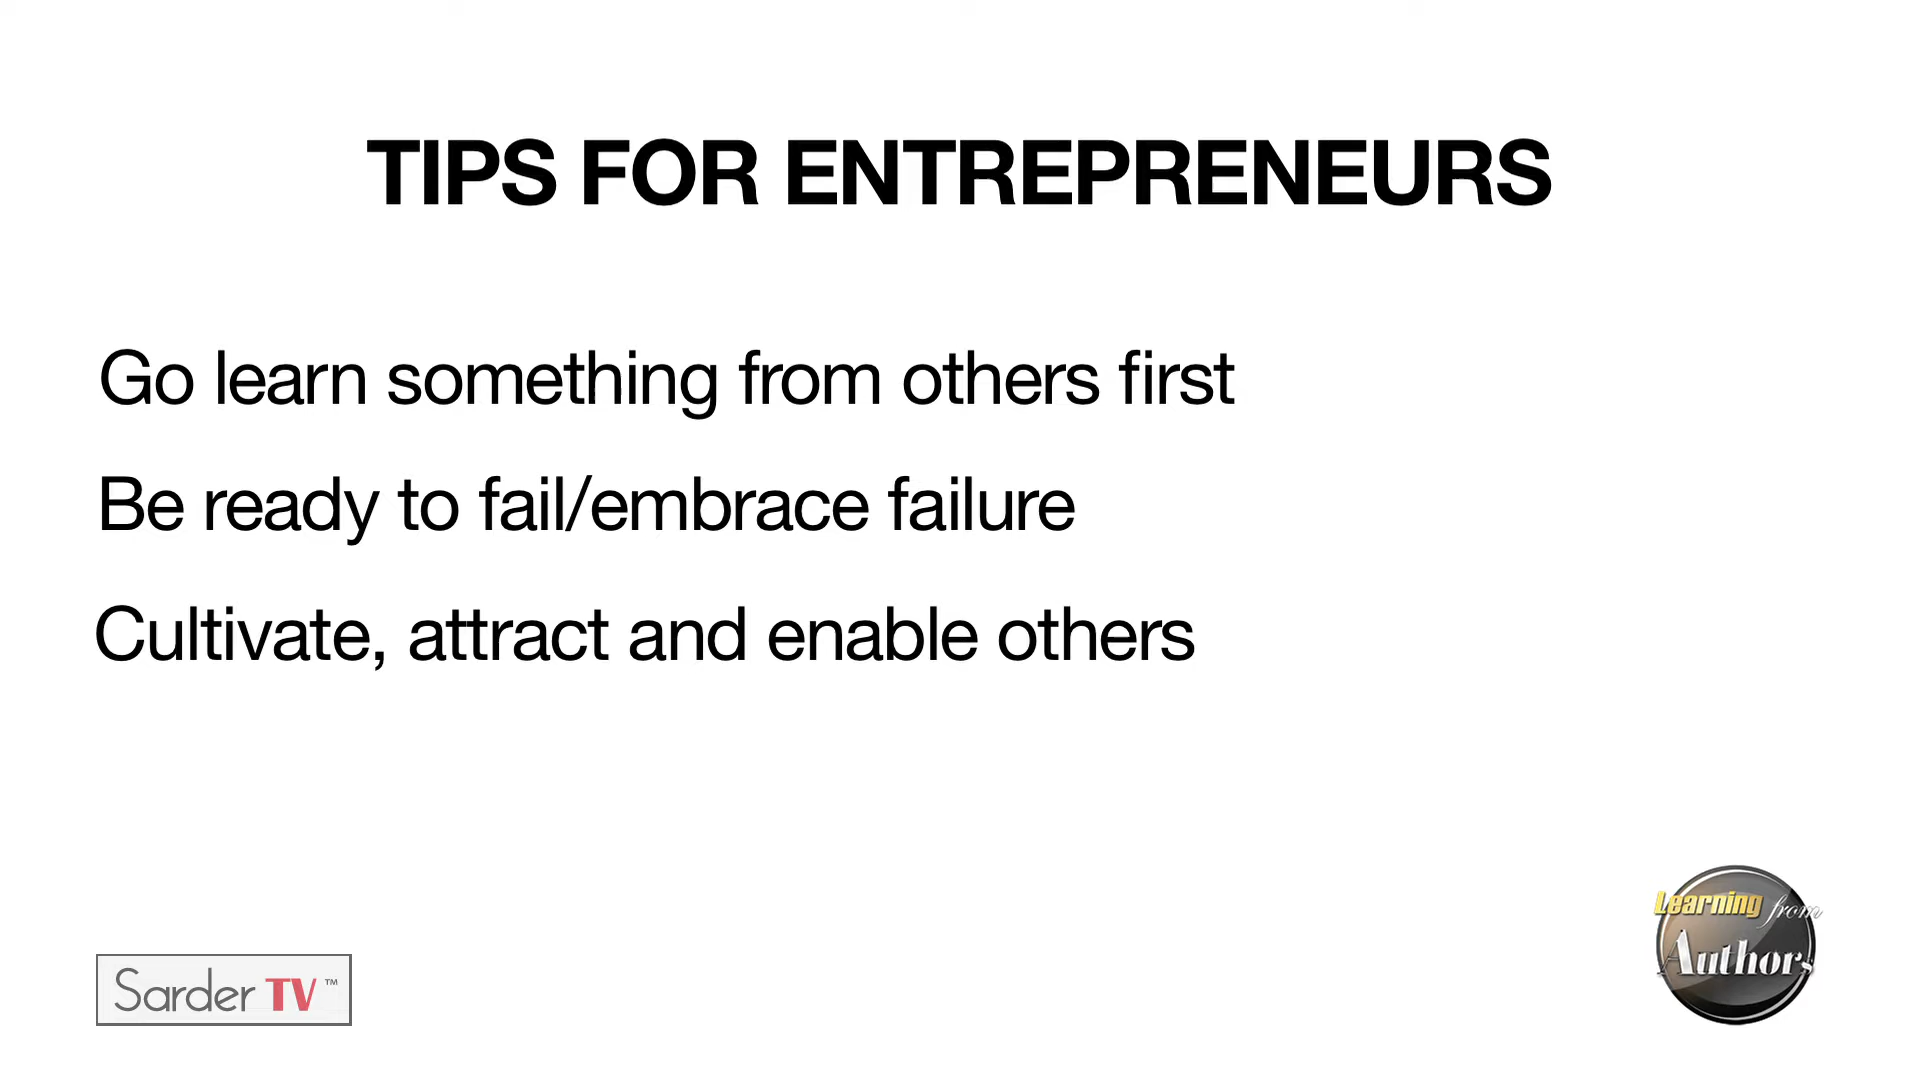 TIPS FOR ENTREPRENEURS
Go learn something from others first
Be ready to fail/embrace failure
Cultivate, attract and enable others
Sarder TV™
Learning from
Authors